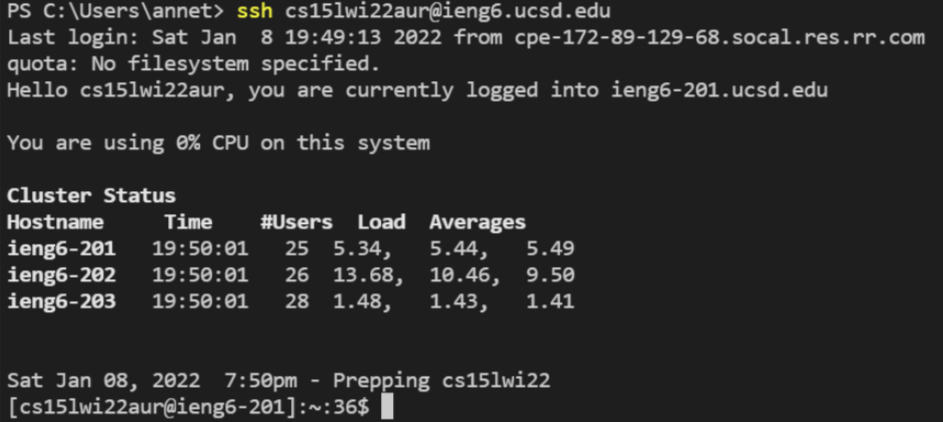 PS C:\Users\annet> ssh cs15lwi22aur@ieng6.ucsd.edu
Last login: Sat Jan  8 19:49:13 2022 from cpe-172-89-129-68.socal.res.rr.com
quota: No filesystem specified.
Hello cs15lwi22aur, you are currently logged into ieng6-201.ucsd.edu
You are using 0% CPU on this system
Cluster Status
Hostname     Time    #Users  Load  Averages
ieng6-201   19:50:01   25  5.34,   5.44,   5.49
ieng6-202   19:50:01   26  13.68,  10.46,  9.50
ieng6-203   19:50:01   28  1.48,   1.43,   1.41
Sat Jan 08, 2022  7:50pm - Prepping cs15lwi22
[cs15lwi22aur@ieng6-201]:~:36$